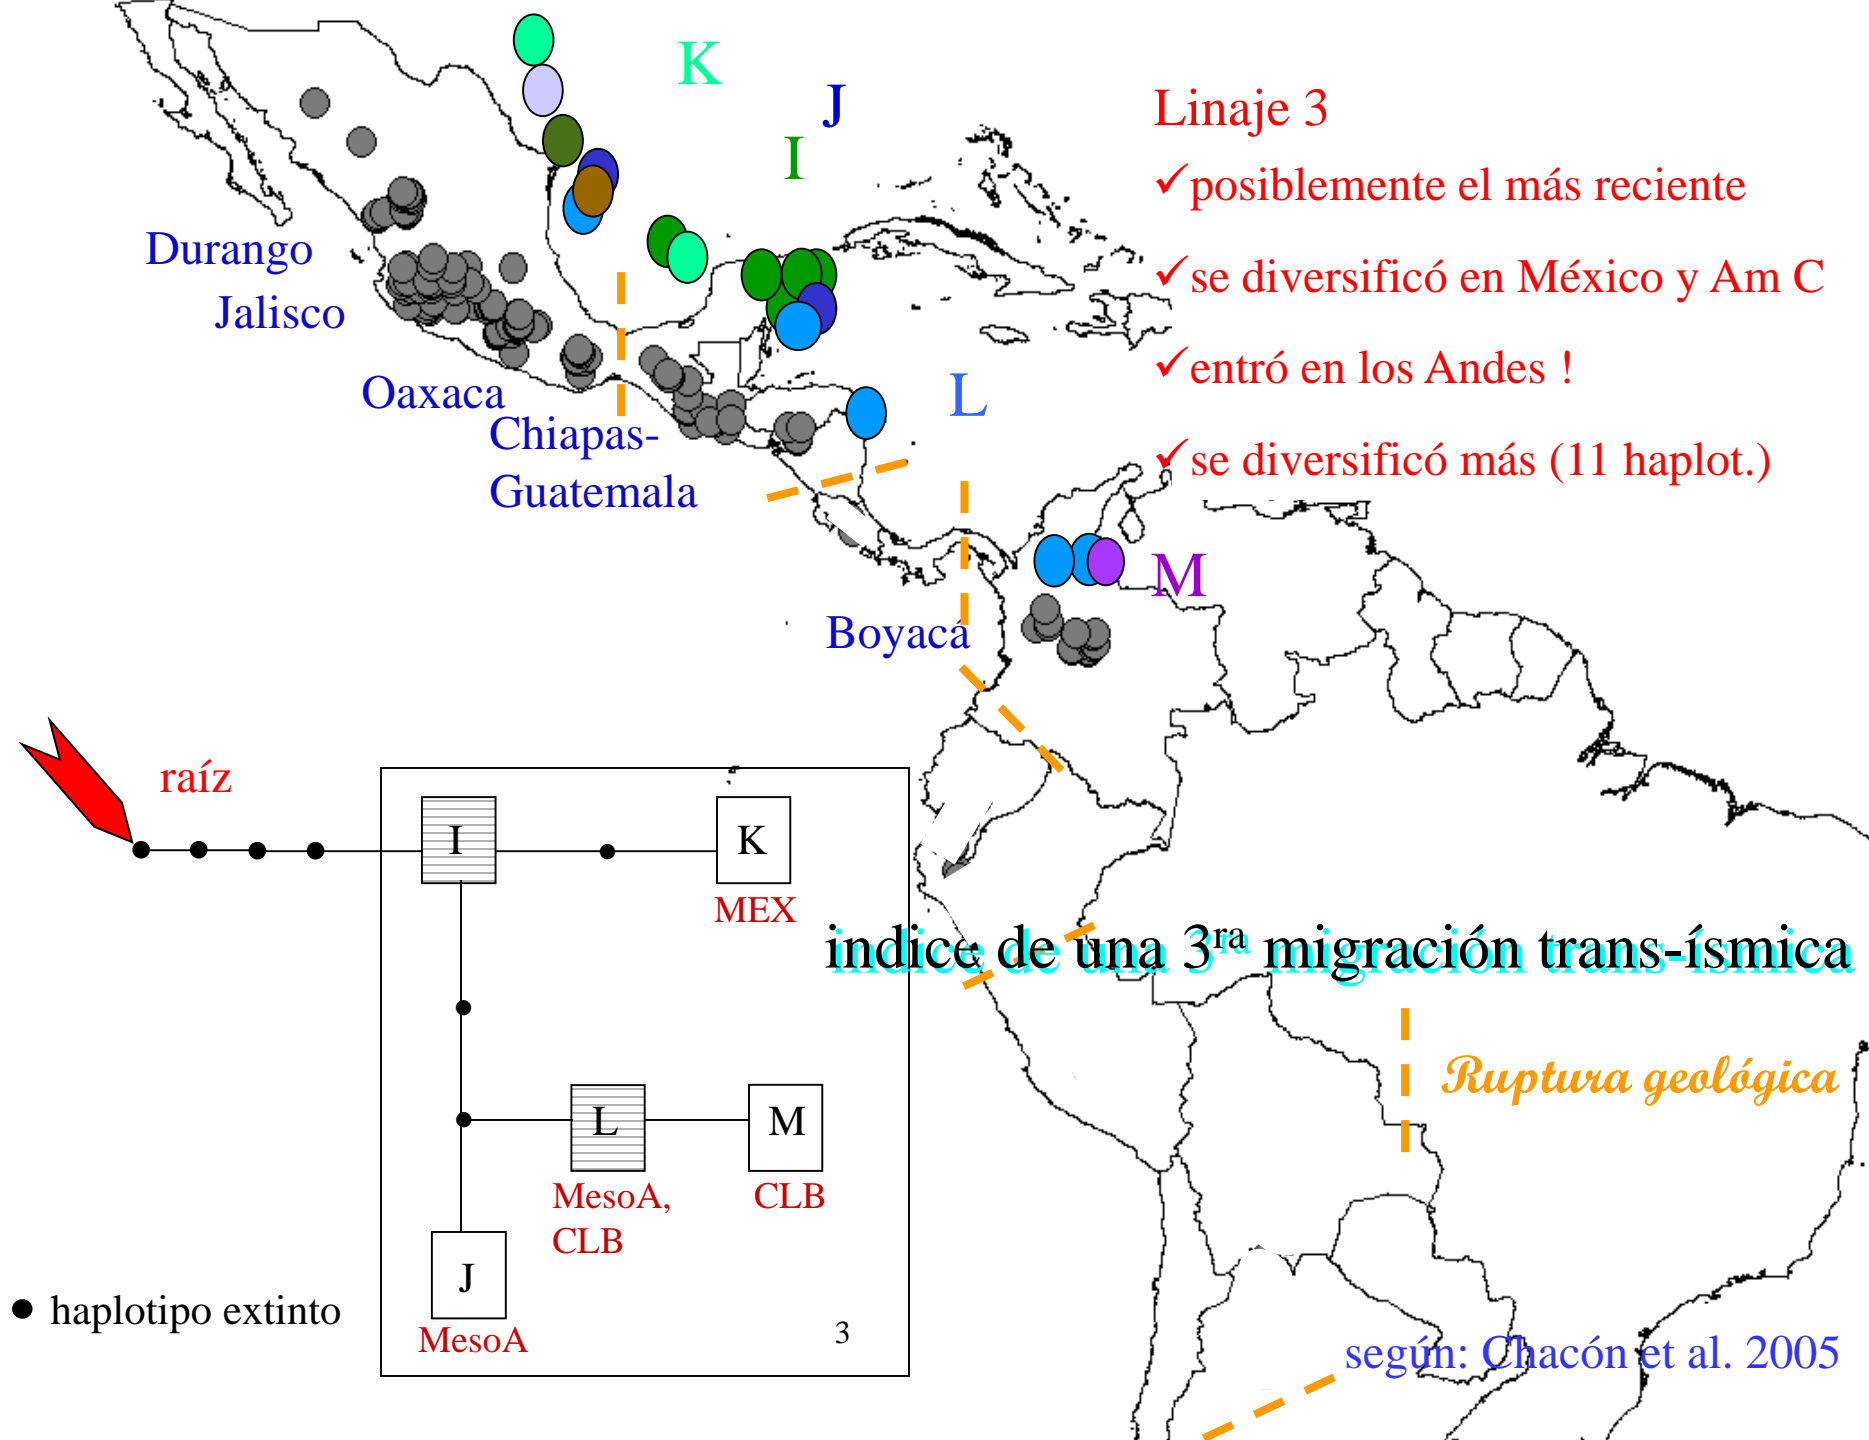 K
J
I
Linaje 3
✓posiblemente el más reciente
✓se diversificó en México y Am C
✓entró en los Andes !
✓se diversificó más (11 haplot.)
Durango
Jalisco
Oaxaca
Chiapas-
Guatemala
L
M
Boyacá
raíz
I
K
MEX
indice de una 3ra migración trans-ísmica
Ruptura geológica
L
M
MesoA,
CLB
CLB
J
MesoA
3
• haplotipo extinto
según: Chacón et al. 2005